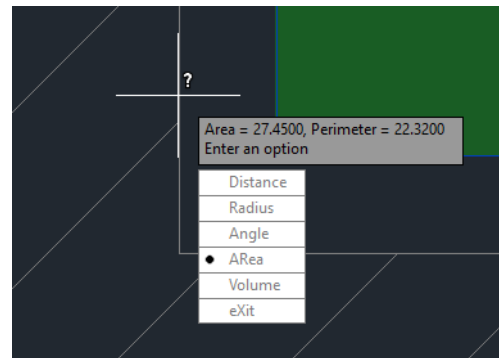 ?
Area = 27.4500, Perimeter = 22.3200
Enter an option
Distance
Radius
Angle
ARea
Volume
eXit